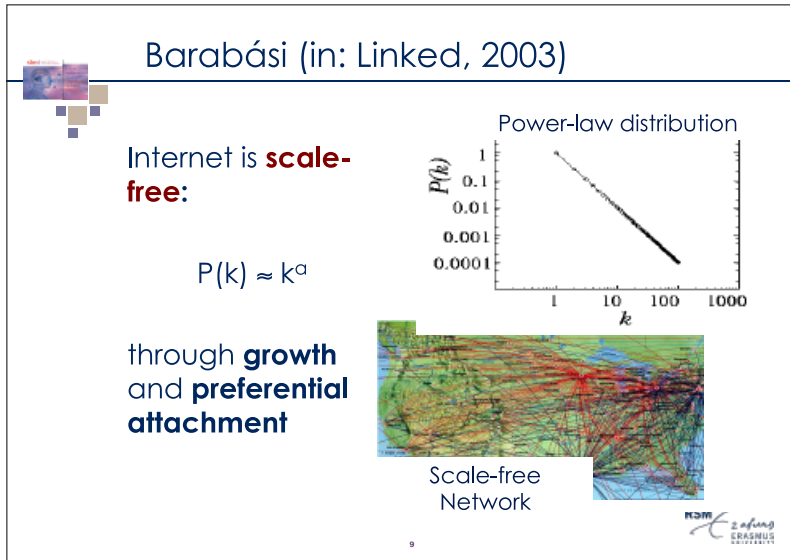 Barabási (in: Linked, 2003)
Internet is scale-
free:
P(k) ≈ kᵅ
through growth
and preferential
attachment
Power-law distribution
P(k)
1
0.1
0.01
0.001
0.0001
1 10 100 1000
k
Scale-free
Network
RSM
ERASMUS
UNIVERSITY
9